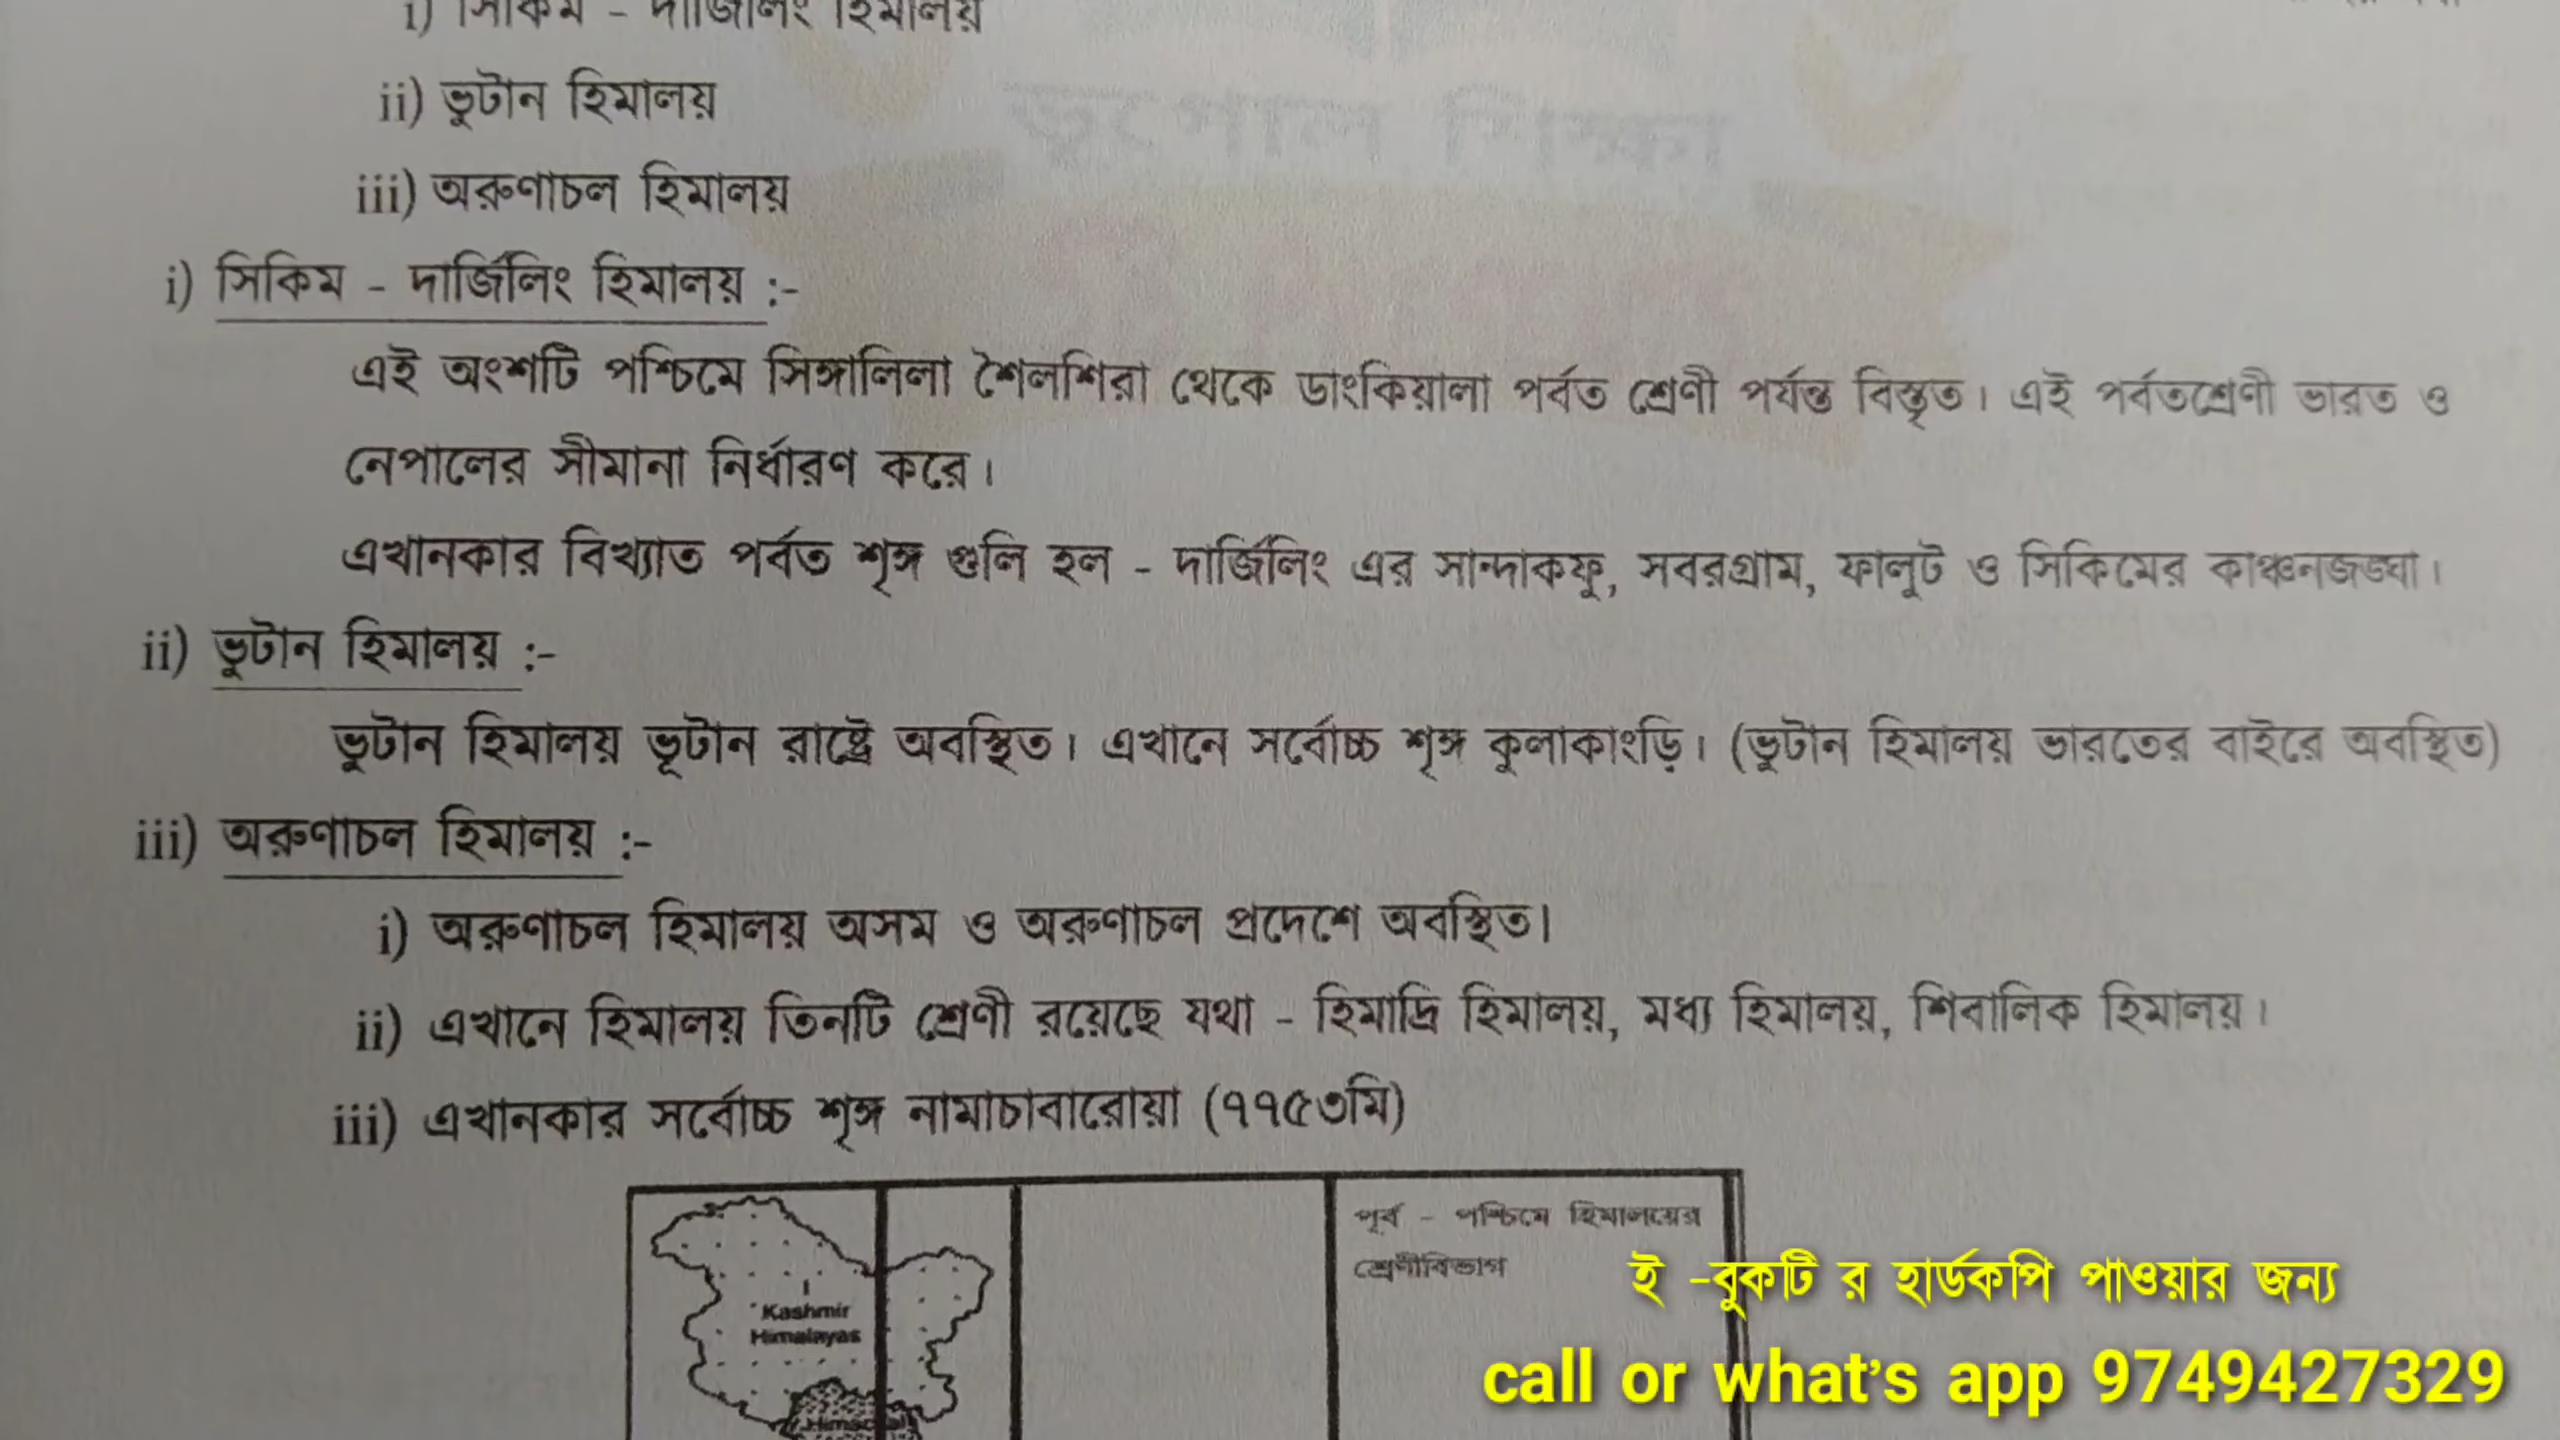 i) সিকিম - দার্জিলিং হিমালয়
ii) ভুটান হিমালয়
iii) অরুণাচল হিমালয়
i) সিকিম - দার্জিলিং হিমালয় :-
এই অংশটি পশ্চিমে সিঙ্গালিলা শৈলশিরা থেকে ডাংকিয়ালা পর্বত শ্রেণী পর্যন্ত বিস্তৃত। এই পর্বতশ্রেণী ভারত ও
নেপালের সীমানা নির্ধারণ করে।
এখানকার বিখ্যাত পর্বত শৃঙ্গ গুলি হল - দার্জিলিং এর সান্দাকফু, সবরগ্রাম, ফালুট ও সিকিমের কাঞ্চনজঙ্ঘা।
ii) ভুটান হিমালয় :-
ভুটান হিমালয় ভূটান রাষ্ট্রে অবস্থিত। এখানে সর্বোচ্চ শৃঙ্গ কুলাকাংড়ি। (ভুটান হিমালয় ভারতের বাইরে অবস্থিত)
iii) অরুণাচল হিমালয় :-
i) অরুণাচল হিমালয় অসম ও অরুণাচল প্রদেশে অবস্থিত।
ii) এখানে হিমালয় তিনটি শ্রেণী রয়েছে যথা - হিমাদ্রি হিমালয়, মধ্য হিমালয়, শিবালিক হিমালয়।
iii) এখানকার সর্বোচ্চ শৃঙ্গ নামাচাবারোয়া (৭৭৫৩মি)
পূর্ব - পশ্চিমে হিমালয়ের
শ্রেণীবিভাগ
I
Kashmir
Himalayas
Himachal
ই -বুকটি র হার্ডকপি পাওয়ার জন্য
call or what's app 9749427329